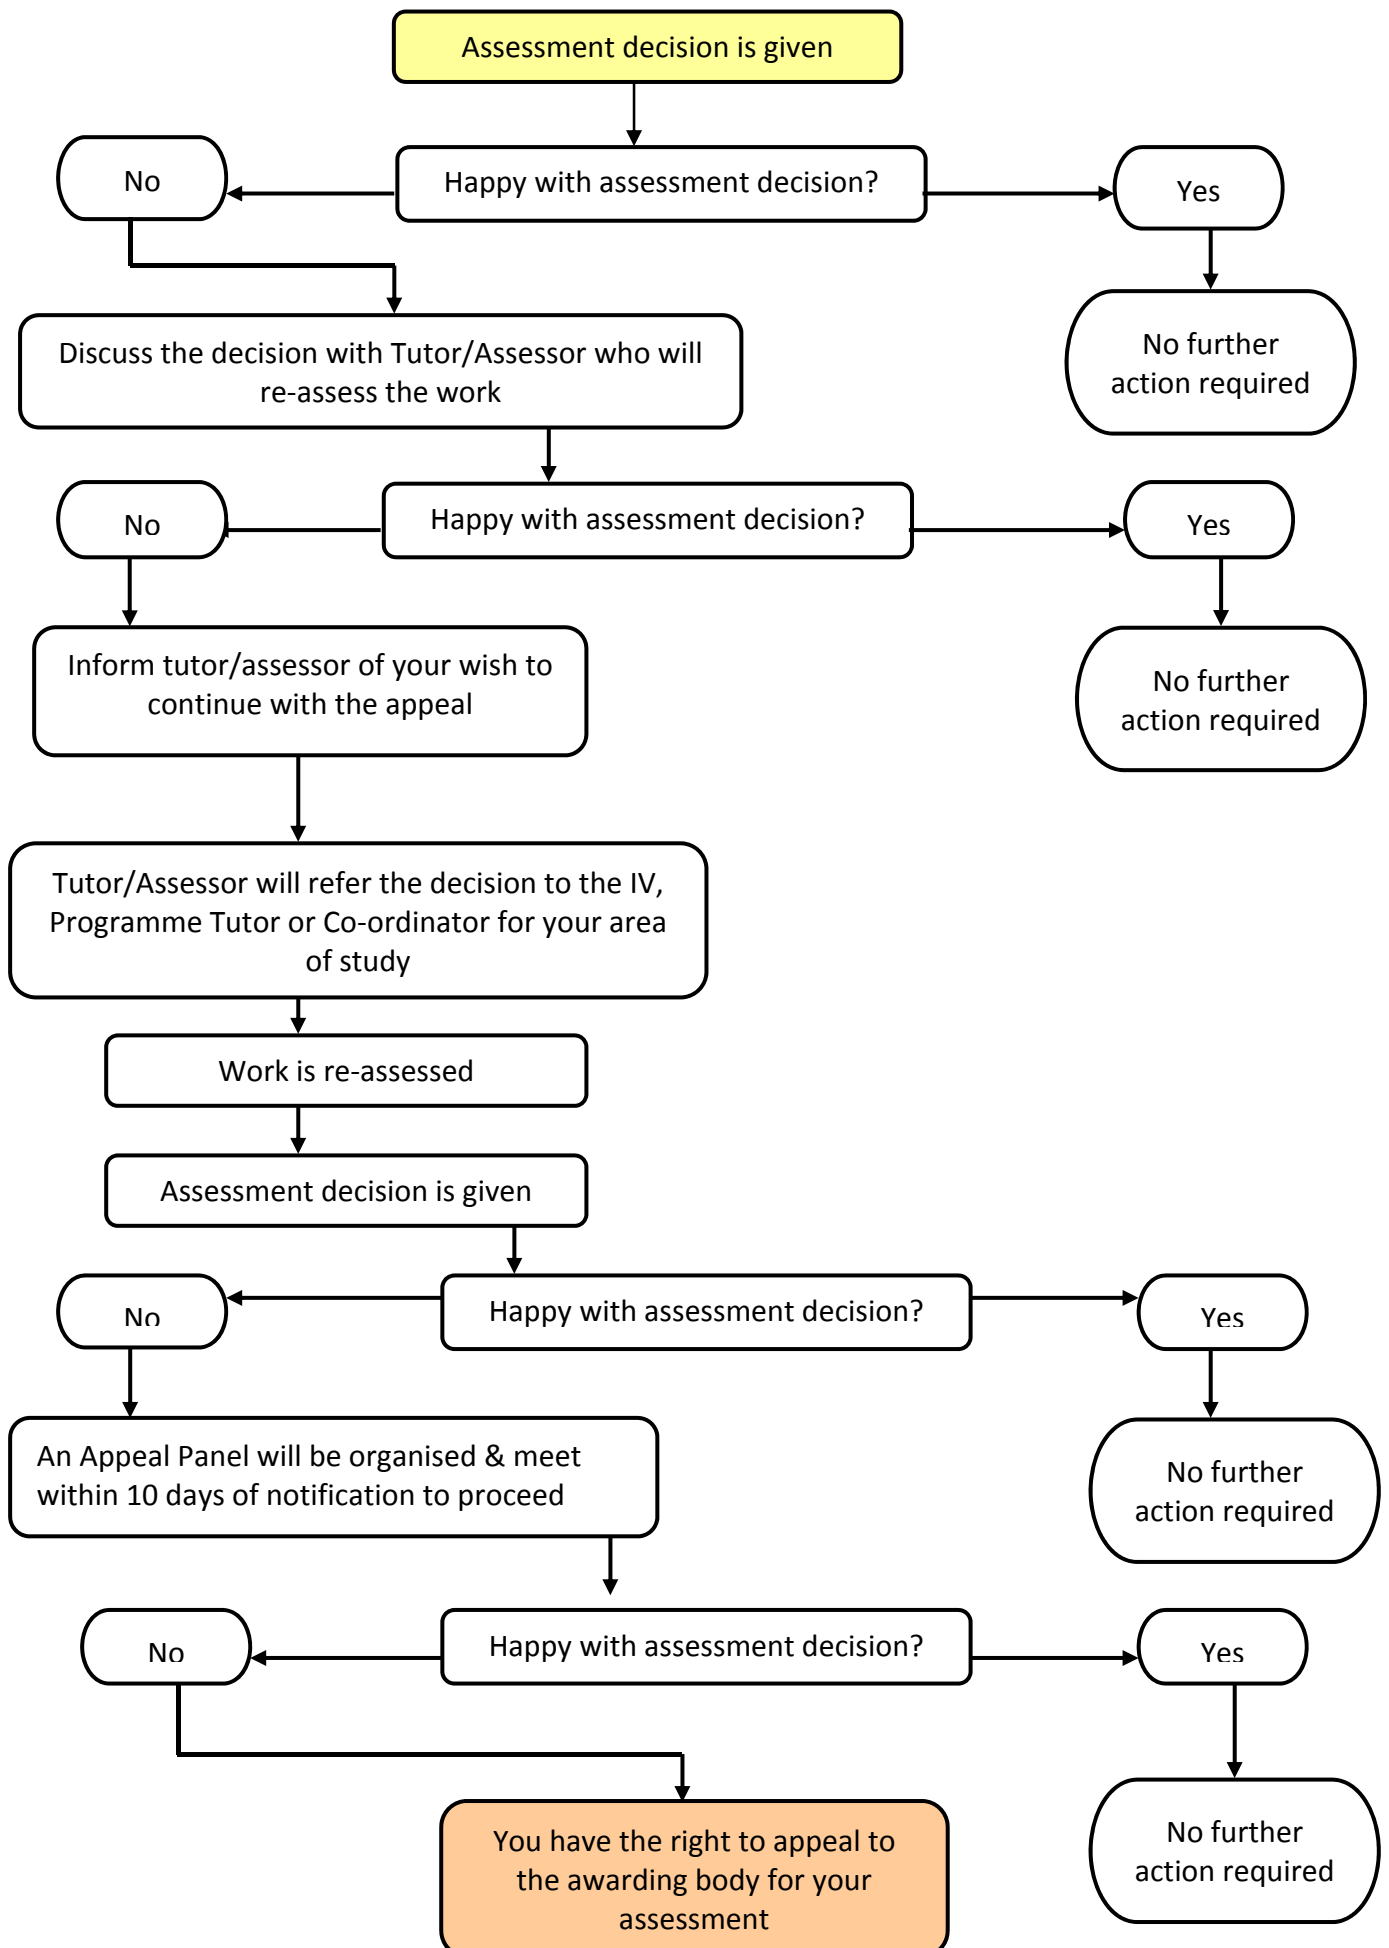 Assessment decision is given
No
Happy with assessment decision?
Yes
No further
action required
Discuss the decision with Tutor/Assessor who will
re-assess the work
No
Happy with assessment decision?
Yes
No further
action required
Inform tutor/assessor of your wish to
continue with the appeal
Tutor/Assessor will refer the decision to the IV,
Programme Tutor or Co-ordinator for your area
of study
Work is re-assessed
Assessment decision is given
No
Happy with assessment decision?
Yes
An Appeal Panel will be organised & meet
within 10 days of notification to proceed
No further
action required
No
Happy with assessment decision?
Yes
No further
action required
You have the right to appeal to
the awarding body for your
assessment